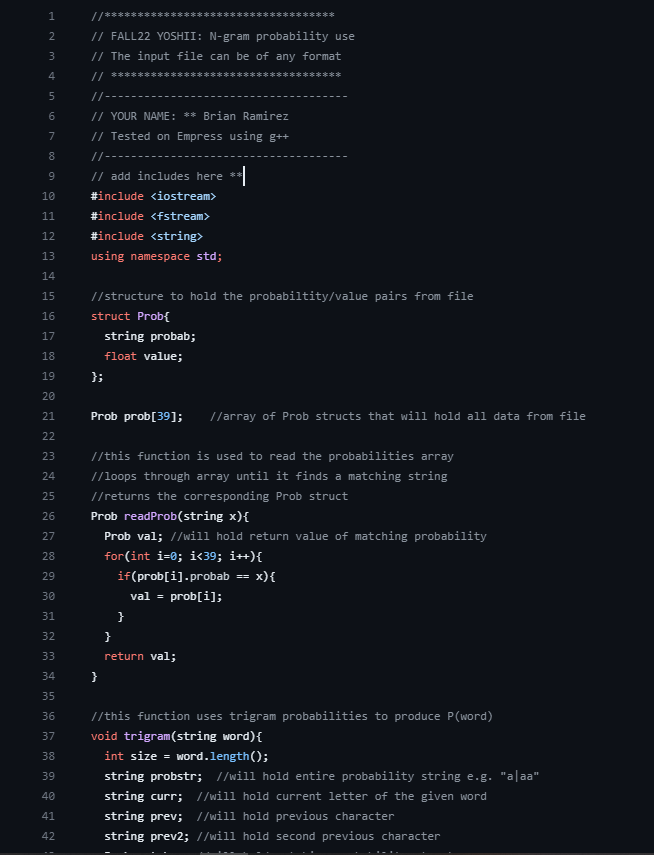 1 //***********************************
2 // FALL22 YOSHII: N-gram probability use
3 // The input file can be of any format
4 // ***********************************
5 //-------------------------------------
6 // YOUR NAME: ** Brian Ramirez
7 // Tested on Empress using g++
8 //-------------------------------------
9 // add includes here **
10 #include <iostream>
11 #include <fstream>
12 #include <string>
13 using namespace std;
14
15 //structure to hold the probabiltity/value pairs from file
16 struct Prob{
17 string probab;
18 float value;
19 };
20
21 Prob prob[39]; //array of Prob structs that will hold all data from file
22
23 //this function is used to read the probabilities array
24 //loops through array until it finds a matching string
25 //returns the corresponding Prob struct
26 Prob readProb(string x){
27 Prob val; //will hold return value of matching probability
28 for(int i=0; i<39; i++){
29 if(prob[i].probab == x){
30 val = prob[i];
31 }
32 }
33 return val;
34 }
35
36 //this function uses trigram probabilities to produce P(word)
37 void trigram(string word){
38 int size = word.length();
39 string probstr; //will hold entire probability string e.g. "a|aa"
40 string curr; //will hold current letter of the given word
41 string prev; //will hold previous character
42 string prev2; //will hold second previous character